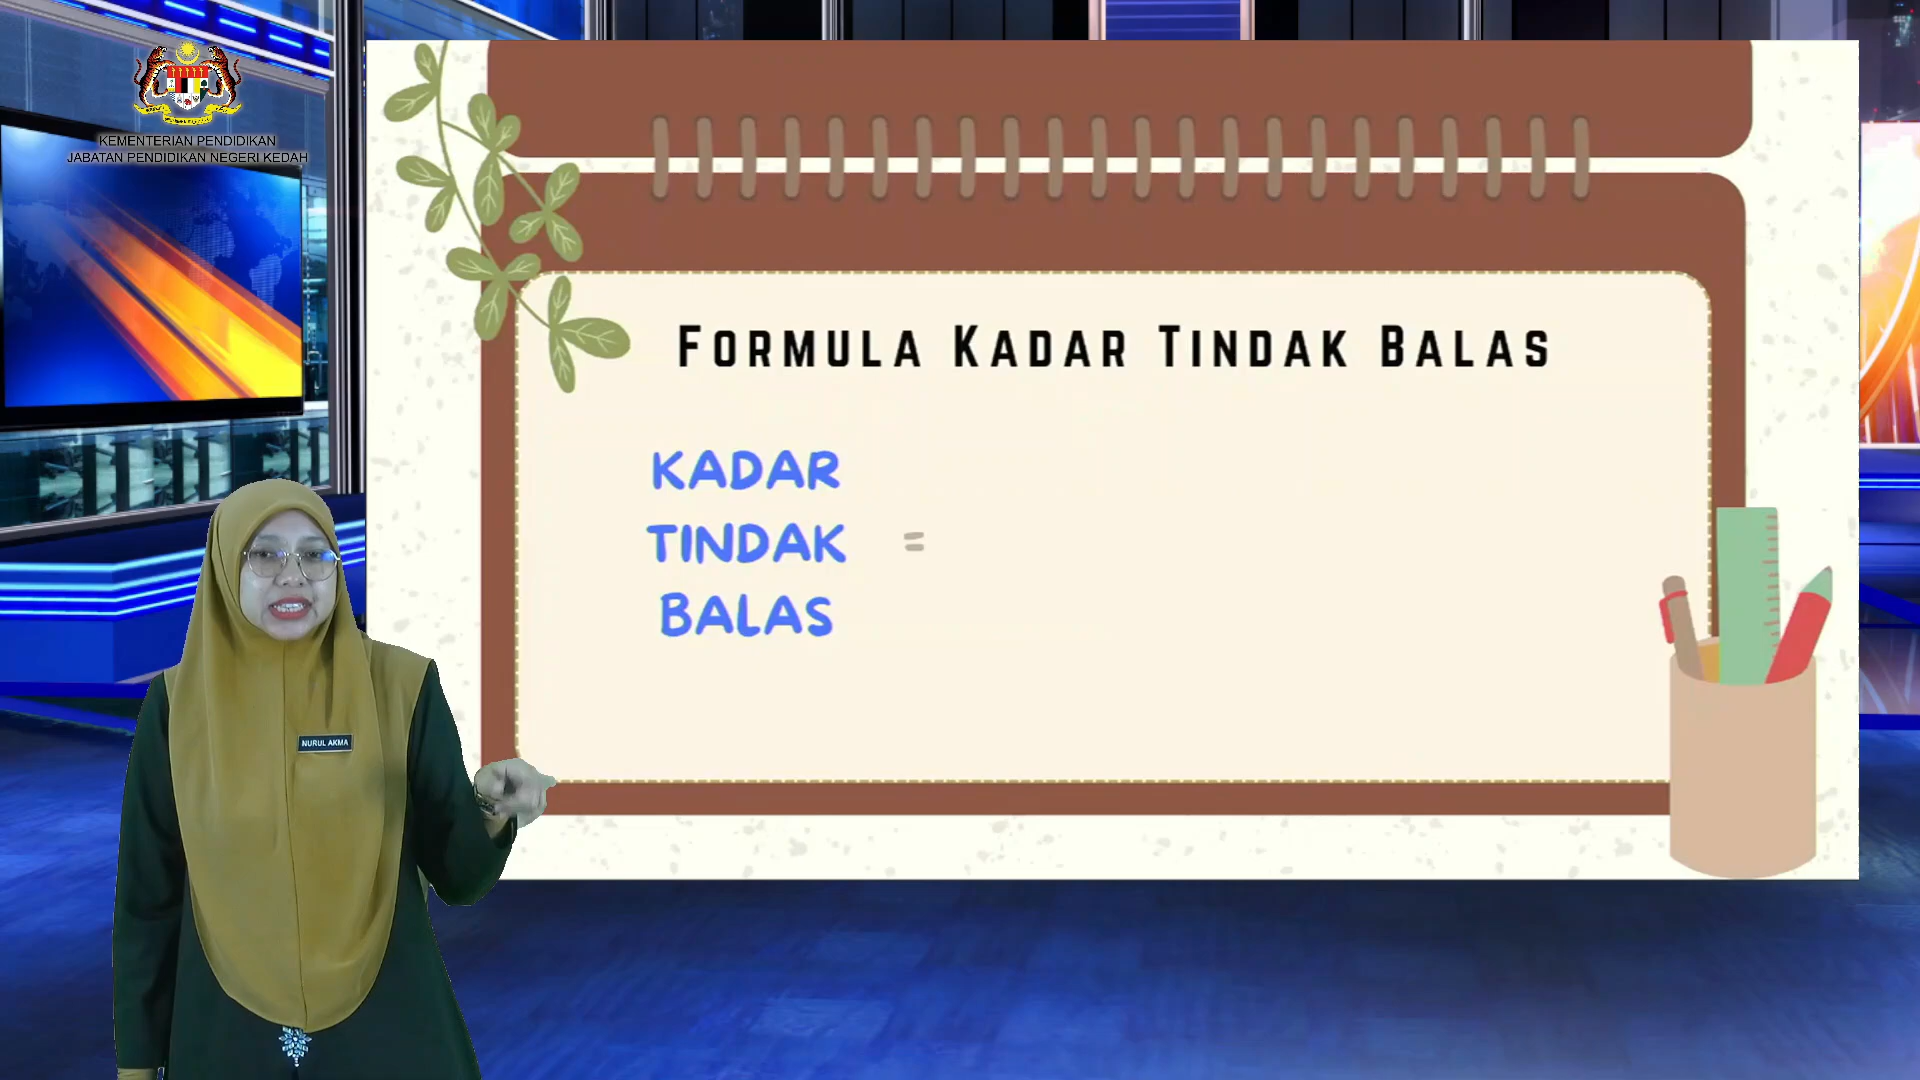 KEMENTERIAN PENDIDIKAN
JABATAN PENDIDIKAN NEGERI KEDAH
FORMULA KADAR TINDAK BALAS
KADAR
TINDAK =
BALAS
NURUL AKMA